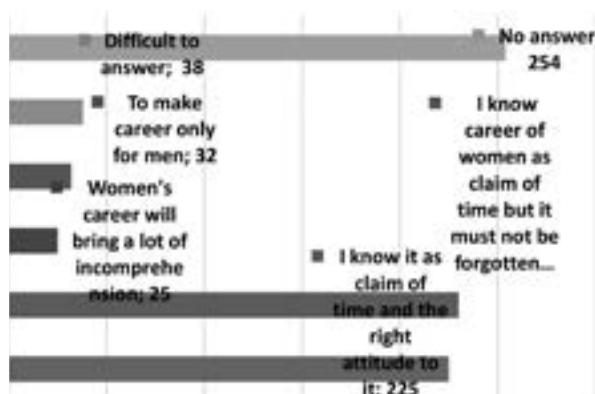 Difficult to
answer; 38
No answer
254
To make
career only
for men; 32
I know
career of
women as
claim of
time but it
must not be
forgotten...
Women's
career will
bring a lot of
incomprehe
nsion; 25
I know it as
claim of
time and the
right
attitude to
it; 225